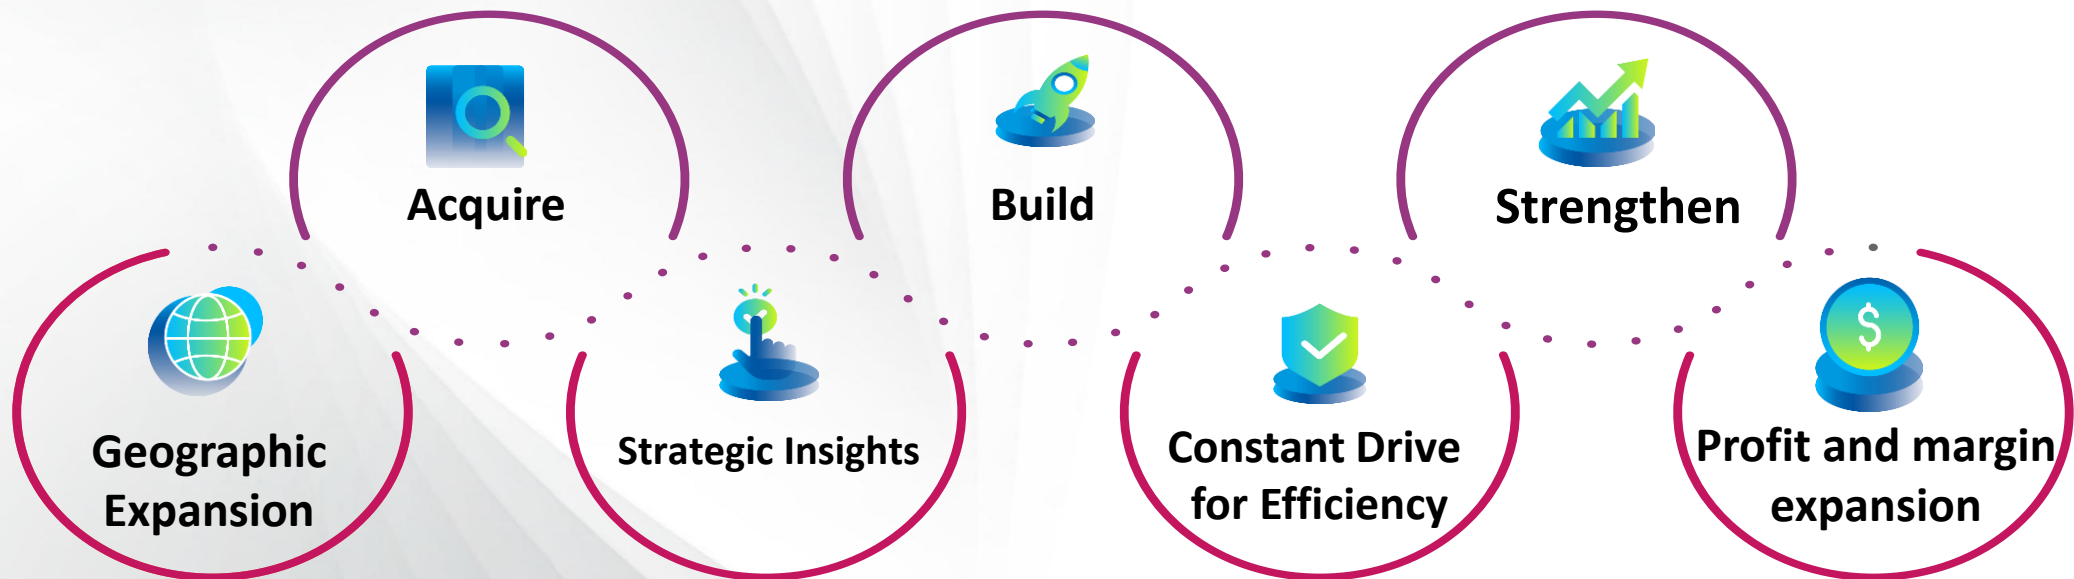 Acquire
Build
Strengthen
Geographic
Expansion
Strategic Insights
Constant Drive
for Efficiency
Profit and margin
expansion
$